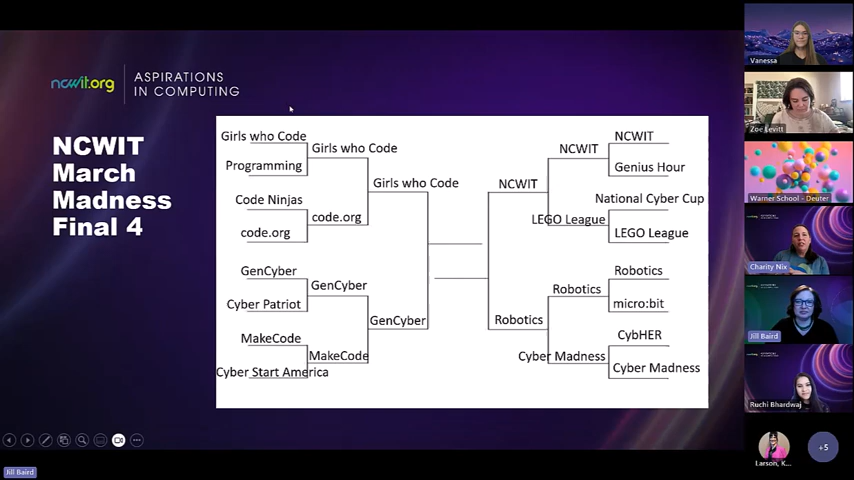 ncwit.org
ASPIRATIONS
IN COMPUTING
NCWIT
March
Madness
Final 4
Girls who Code
Programming
Code Ninjas
code.org
GenCyber
Cyber Patriot
MakeCode
Cyber Start America
Girls who Code
code.org
GenCyber
MakeCode
Girls who Code
GenCyber
NCWIT
Robotics
NCWIT
LEGO League
Robotics
Cyber Madness
NCWIT
Genius Hour
National Cyber Cup
LEGO League
Robotics
micro:bit
CybHER
Cyber Madness
Vanessa
Zoe Levitt
Warner School - Deuter
Charity Nix
Jill Baird
Ruchi Bhardwaj
Larson, K...
+5
Jill Baird